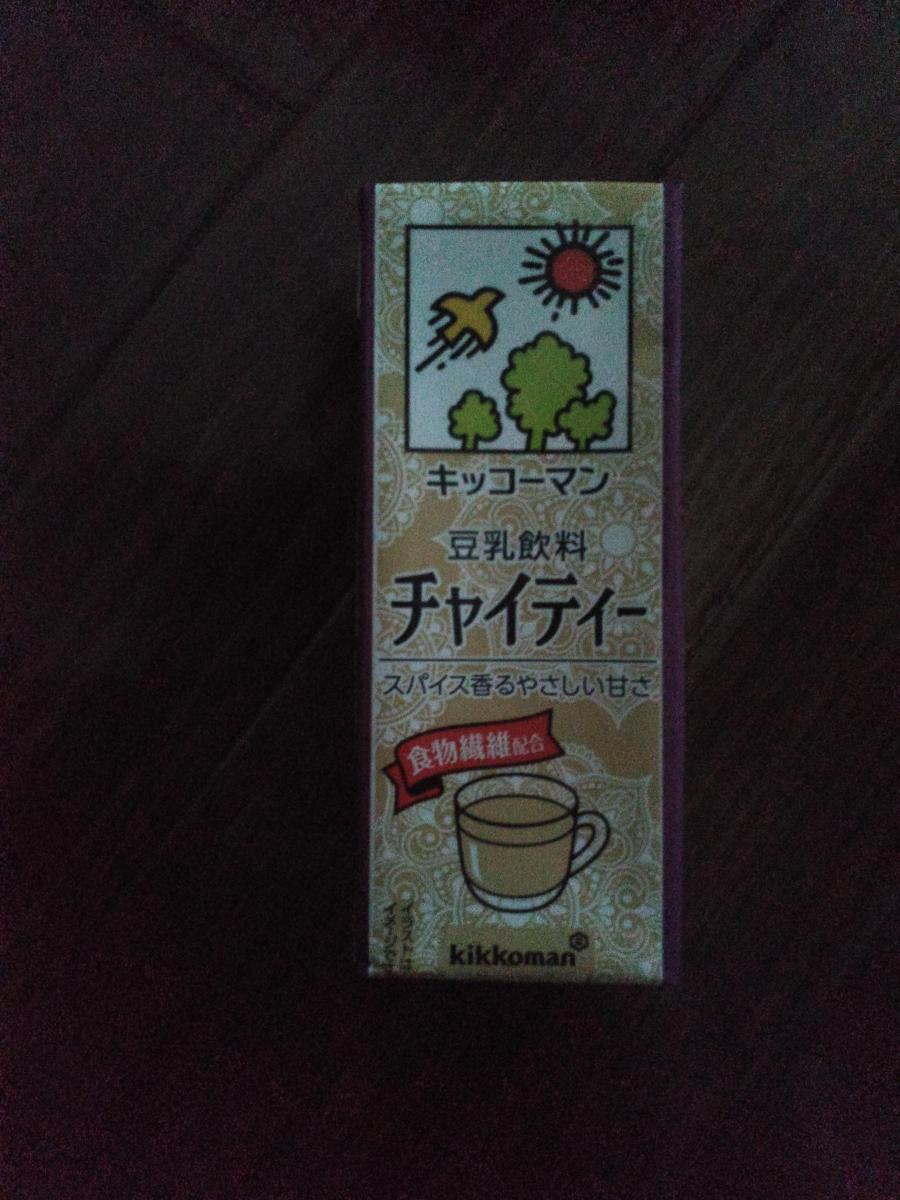 キッコーマン
豆乳飲料
チャイティー
スパイス香るやさしい甘さ
食物繊維配合
kikkoman®